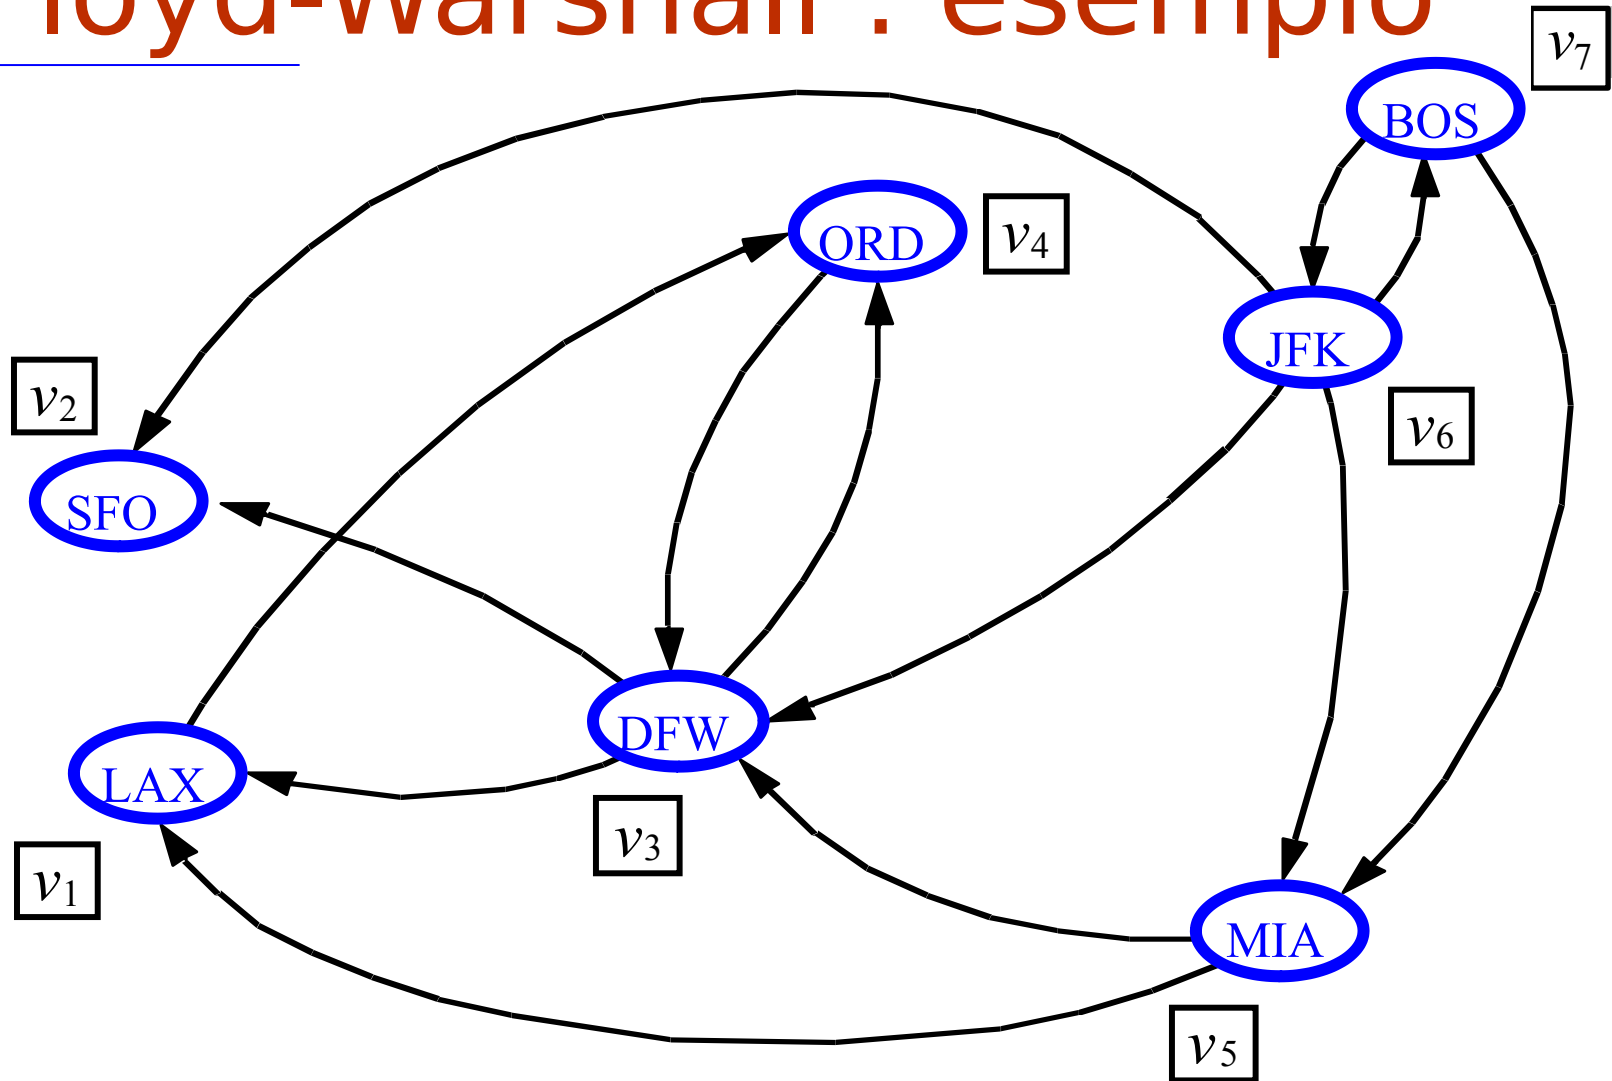 loyd-Warshall : esempio
v7
BOS
ORD
v4
JFK
v2
v6
SFO
DFW
LAX
v3
v1
MIA
v5